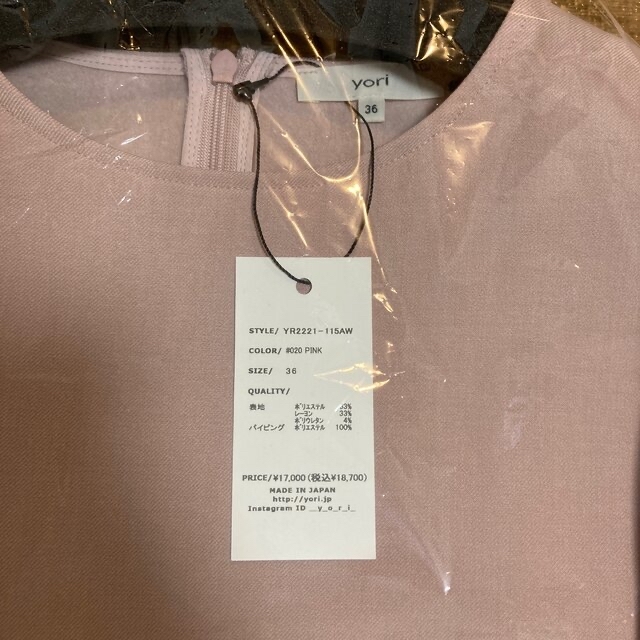 yori
36
STYLE/ YR2221-115AW
COLOR/ #020 PINK
SIZE/ 36
QUALITY/
表地 ポリエステル 63%
レーヨン 33%
ポリウレタン 4%
パイピング ポリエステル 100%
PRICE/¥17,000(税込¥18,700)
MADE IN JAPAN
http://yori.jp
Instagram ID __y_o_r_i_